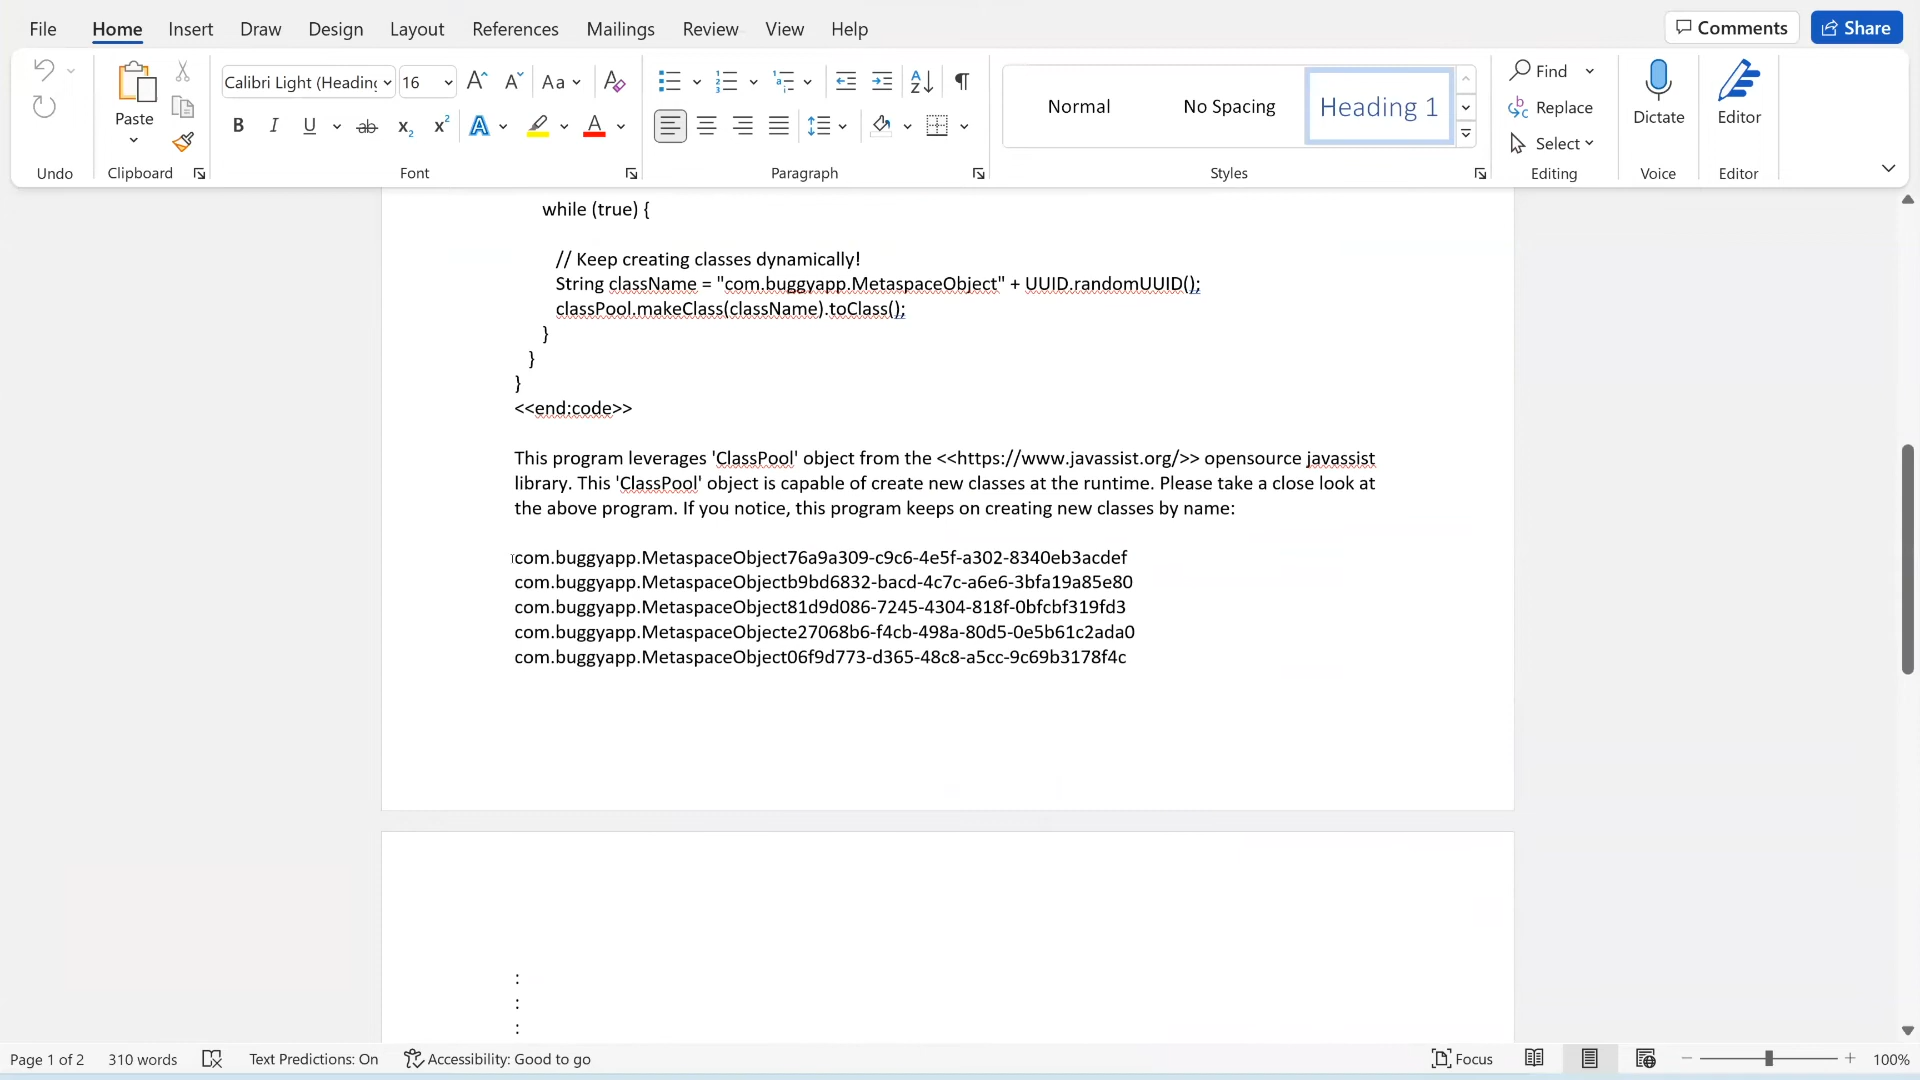 File Home Insert Draw Design Layout References Mailings Review View Help Comments Share
Calibri Light (Heading 16
Paste
Normal No Spacing Heading 1
Find
Replace
Select
Dictate Editor
Undo Clipboard Font Paragraph Styles Editing Voice Editor
while (true) {
// Keep creating classes dynamically!
String className = "com.buggyapp.MetaspaceObject" + UUID.randomUUID();
classPool.makeClass(className).toClass();
}
}
}
<<end:code>>
This program leverages 'ClassPool' object from the <<https://www.javassist.org/>> opensource javassist
library. This 'ClassPool' object is capable of create new classes at the runtime. Please take a close look at
the above program. If you notice, this program keeps on creating new classes by name:
com.buggyapp.MetaspaceObject76a9a309-c9c6-4e5f-a302-8340eb3acdef
com.buggyapp.MetaspaceObjectb9bd6832-bacd-4c7c-a6e6-3bfa19a85e80
com.buggyapp.MetaspaceObject81d9d086-7245-4304-818f-0bfcbf319fd3
com.buggyapp.MetaspaceObjecte27068b6-f4cb-498a-80d5-0e5b61c2ada0
com.buggyapp.MetaspaceObject06f9d773-d365-48c8-a5cc-9c69b3178f4c
:
:
:
Page 1 of 2 310 words Text Predictions: On Accessibility: Good to go Focus 100%